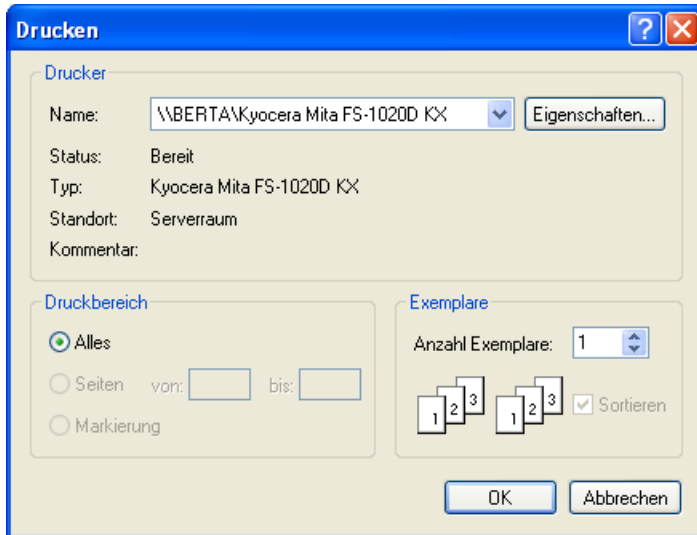 Drucken
Drucker
Name: \\BERTA\Kyocera Mita FS-1020D KX Eigenschaften...
Status: Bereit
Typ: Kyocera Mita FS-1020D KX
Standort: Serverraum
Kommentar:
Druckbereich
Alles
Seiten von: bis:
Markierung
Exemplare
Anzahl Exemplare: 1
1 2 3 1 2 3 Sortieren
OK Abbrechen